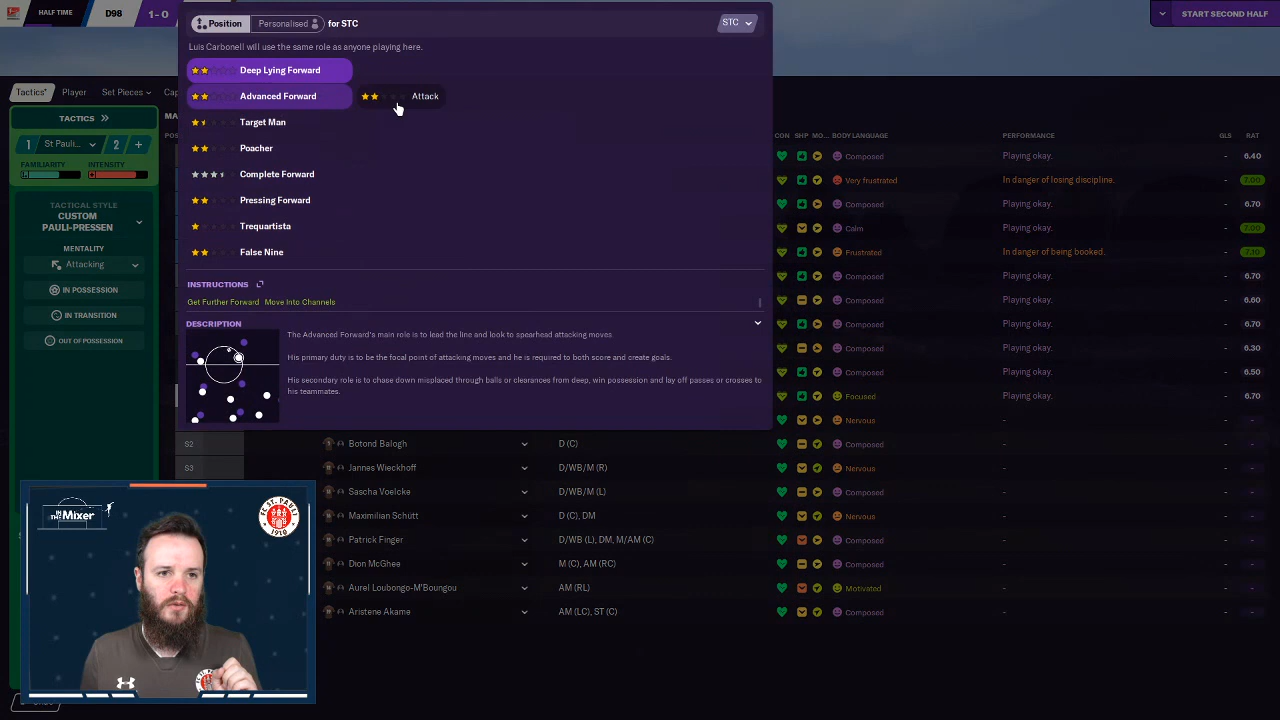 HALF TIME
D98
1 - 0
START SECOND HALF
Position
Personalised
for STC
STC
Luis Carbonell will use the same role as anyone playing here.
Deep Lying Forward
Advanced Forward
Attack
Target Man
Poacher
Complete Forward
Pressing Forward
Trequartista
False Nine
INSTRUCTIONS
Get Further Forward Move Into Channels
DESCRIPTION
The Advanced Forward's main role is to lead the line and look to spearhead attacking moves
His primary duty is to be the focal point of attacking moves and he is required to both score and create goals.
His secondary role is to chase down misplaced through balls or clearances from deep, win possession and lay off passes or crosses to
his teammates.
Tactics*
Player
Set Pieces
TACTICS
1
St Pauli...
2
FAMILIARITY
INTENSITY
TACTICAL STYLE
CUSTOM
PAULI-PRESSEN
MENTALITY
Attacking
IN POSSESSION
IN TRANSITION
OUT OF POSSESSION
CON
SHP
MO...
BODY LANGUAGE
PERFORMANCE
GLS
RAT
Composed Playing okay. - 6.40
Very frustrated In danger of losing discipline. - 7.00
Composed Playing okay. - 6.70
Calm Playing okay. - 7.00
Frustrated In danger of being booked. - 7.10
Composed Playing okay. - 6.70
Composed Playing okay. - 6.60
Composed Playing okay. - 6.70
Composed Playing okay. - 6.30
Composed Playing okay. - 6.50
Focused Playing okay. - 6.70
Nervous - - -
S2 Botond Balogh D (C) Composed - - -
S3 Jannes Wieckhoff D/WB/M (R) Nervous - - -
Sascha Voelcke D/WB/M (L) Composed - - -
Maximilian Schütt D (C), DM Nervous - - -
Patrick Finger D/WB (L), DM, M/AM (C) Composed - - -
Dion McGhee M (C), AM (RC) Composed - - -
Aurel Loubongo-M'Boungou AM (RL) Motivated - - -
Aristene Akame AM (LC), ST (C) Composed - - -
IN THE Mixer
FC ST. PAULI
1910